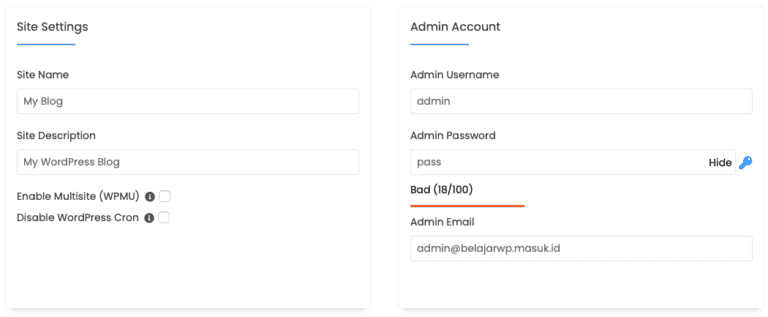 Site Settings
Site Name
My Blog
Site Description
My WordPress Blog
Enable Multisite (WPMU)
Disable WordPress Cron
Admin Account
Admin Username
admin
Admin Password
pass Hide
Bad (18/100)
Admin Email
admin@belajarwp.masuk.id